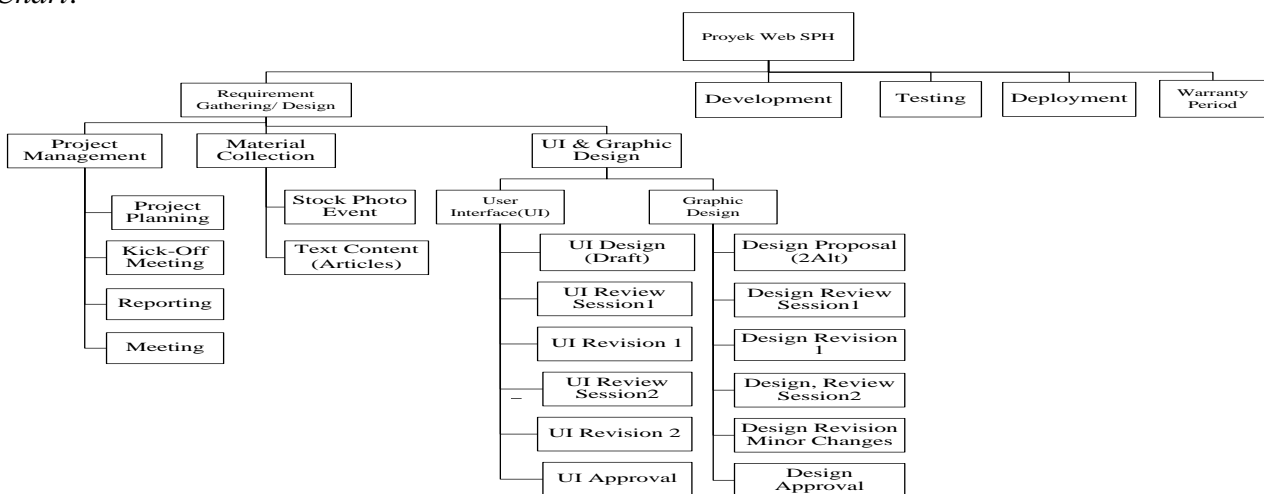 Chart.
Proyek Web SPH
Requirement
Gathering/ Design
Development
Testing
Deployment
Warranty
Period
Project
Management
Material
Collection
UI & Graphic
Design
Project
Planning
Kick-Off
Meeting
Reporting
Meeting
Stock Photo
Event
Text Content
(Articles)
User
Interface(UI)
Graphic
Design
UI Design
(Draft)
UI Review
Session1
UI Revision 1
UI Review
Session2
UI Revision 2
UI Approval
Design Proposal
(2Alt)
Design Review
Session1
Design Revision
1
Design, Review
Session2
Design Revision
Minor Changes
Design
Approval